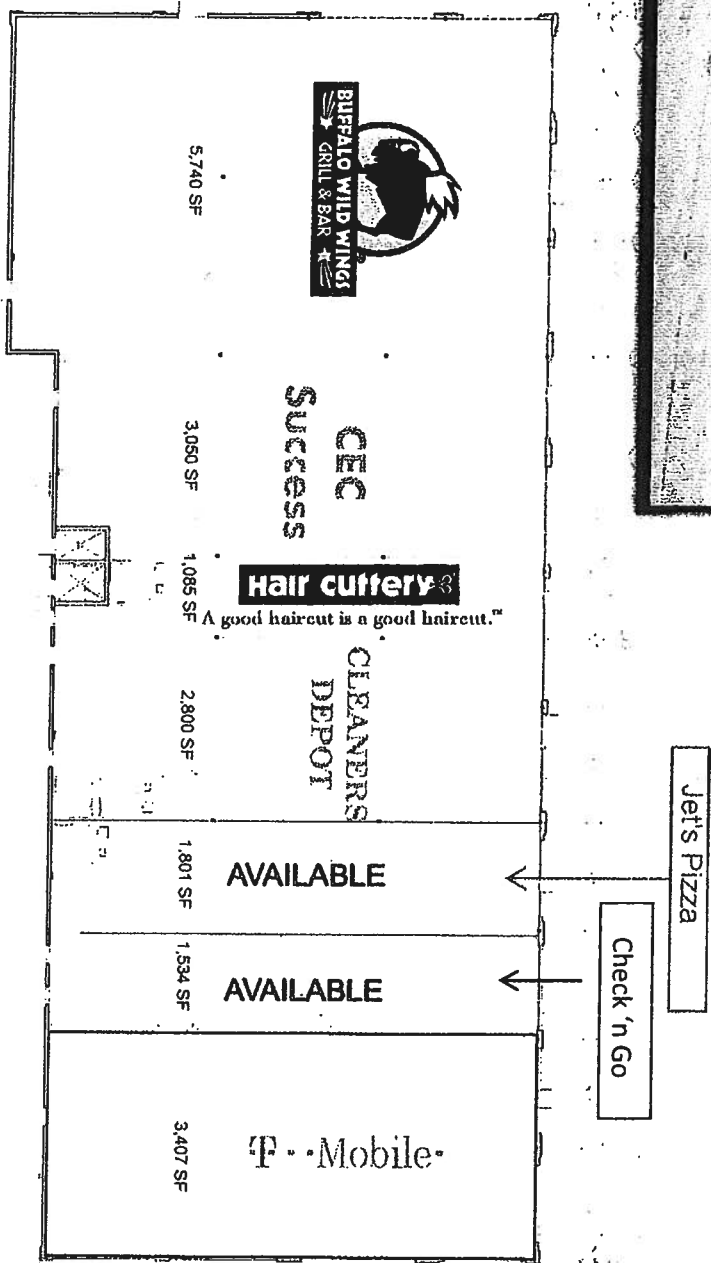 BUFFALO WILD WINGS
GRILL & BAR
5,740 SF
CEC
Success
3,050 SF
Hair cuttery
A good haircut is a good haircut.™
1,085 SF
CLEANERS
DEPOT
2,800 SF
Jet's Pizza
AVAILABLE
1,801 SF
Check 'n Go
AVAILABLE
1,534 SF
T··Mobile·
3,407 SF